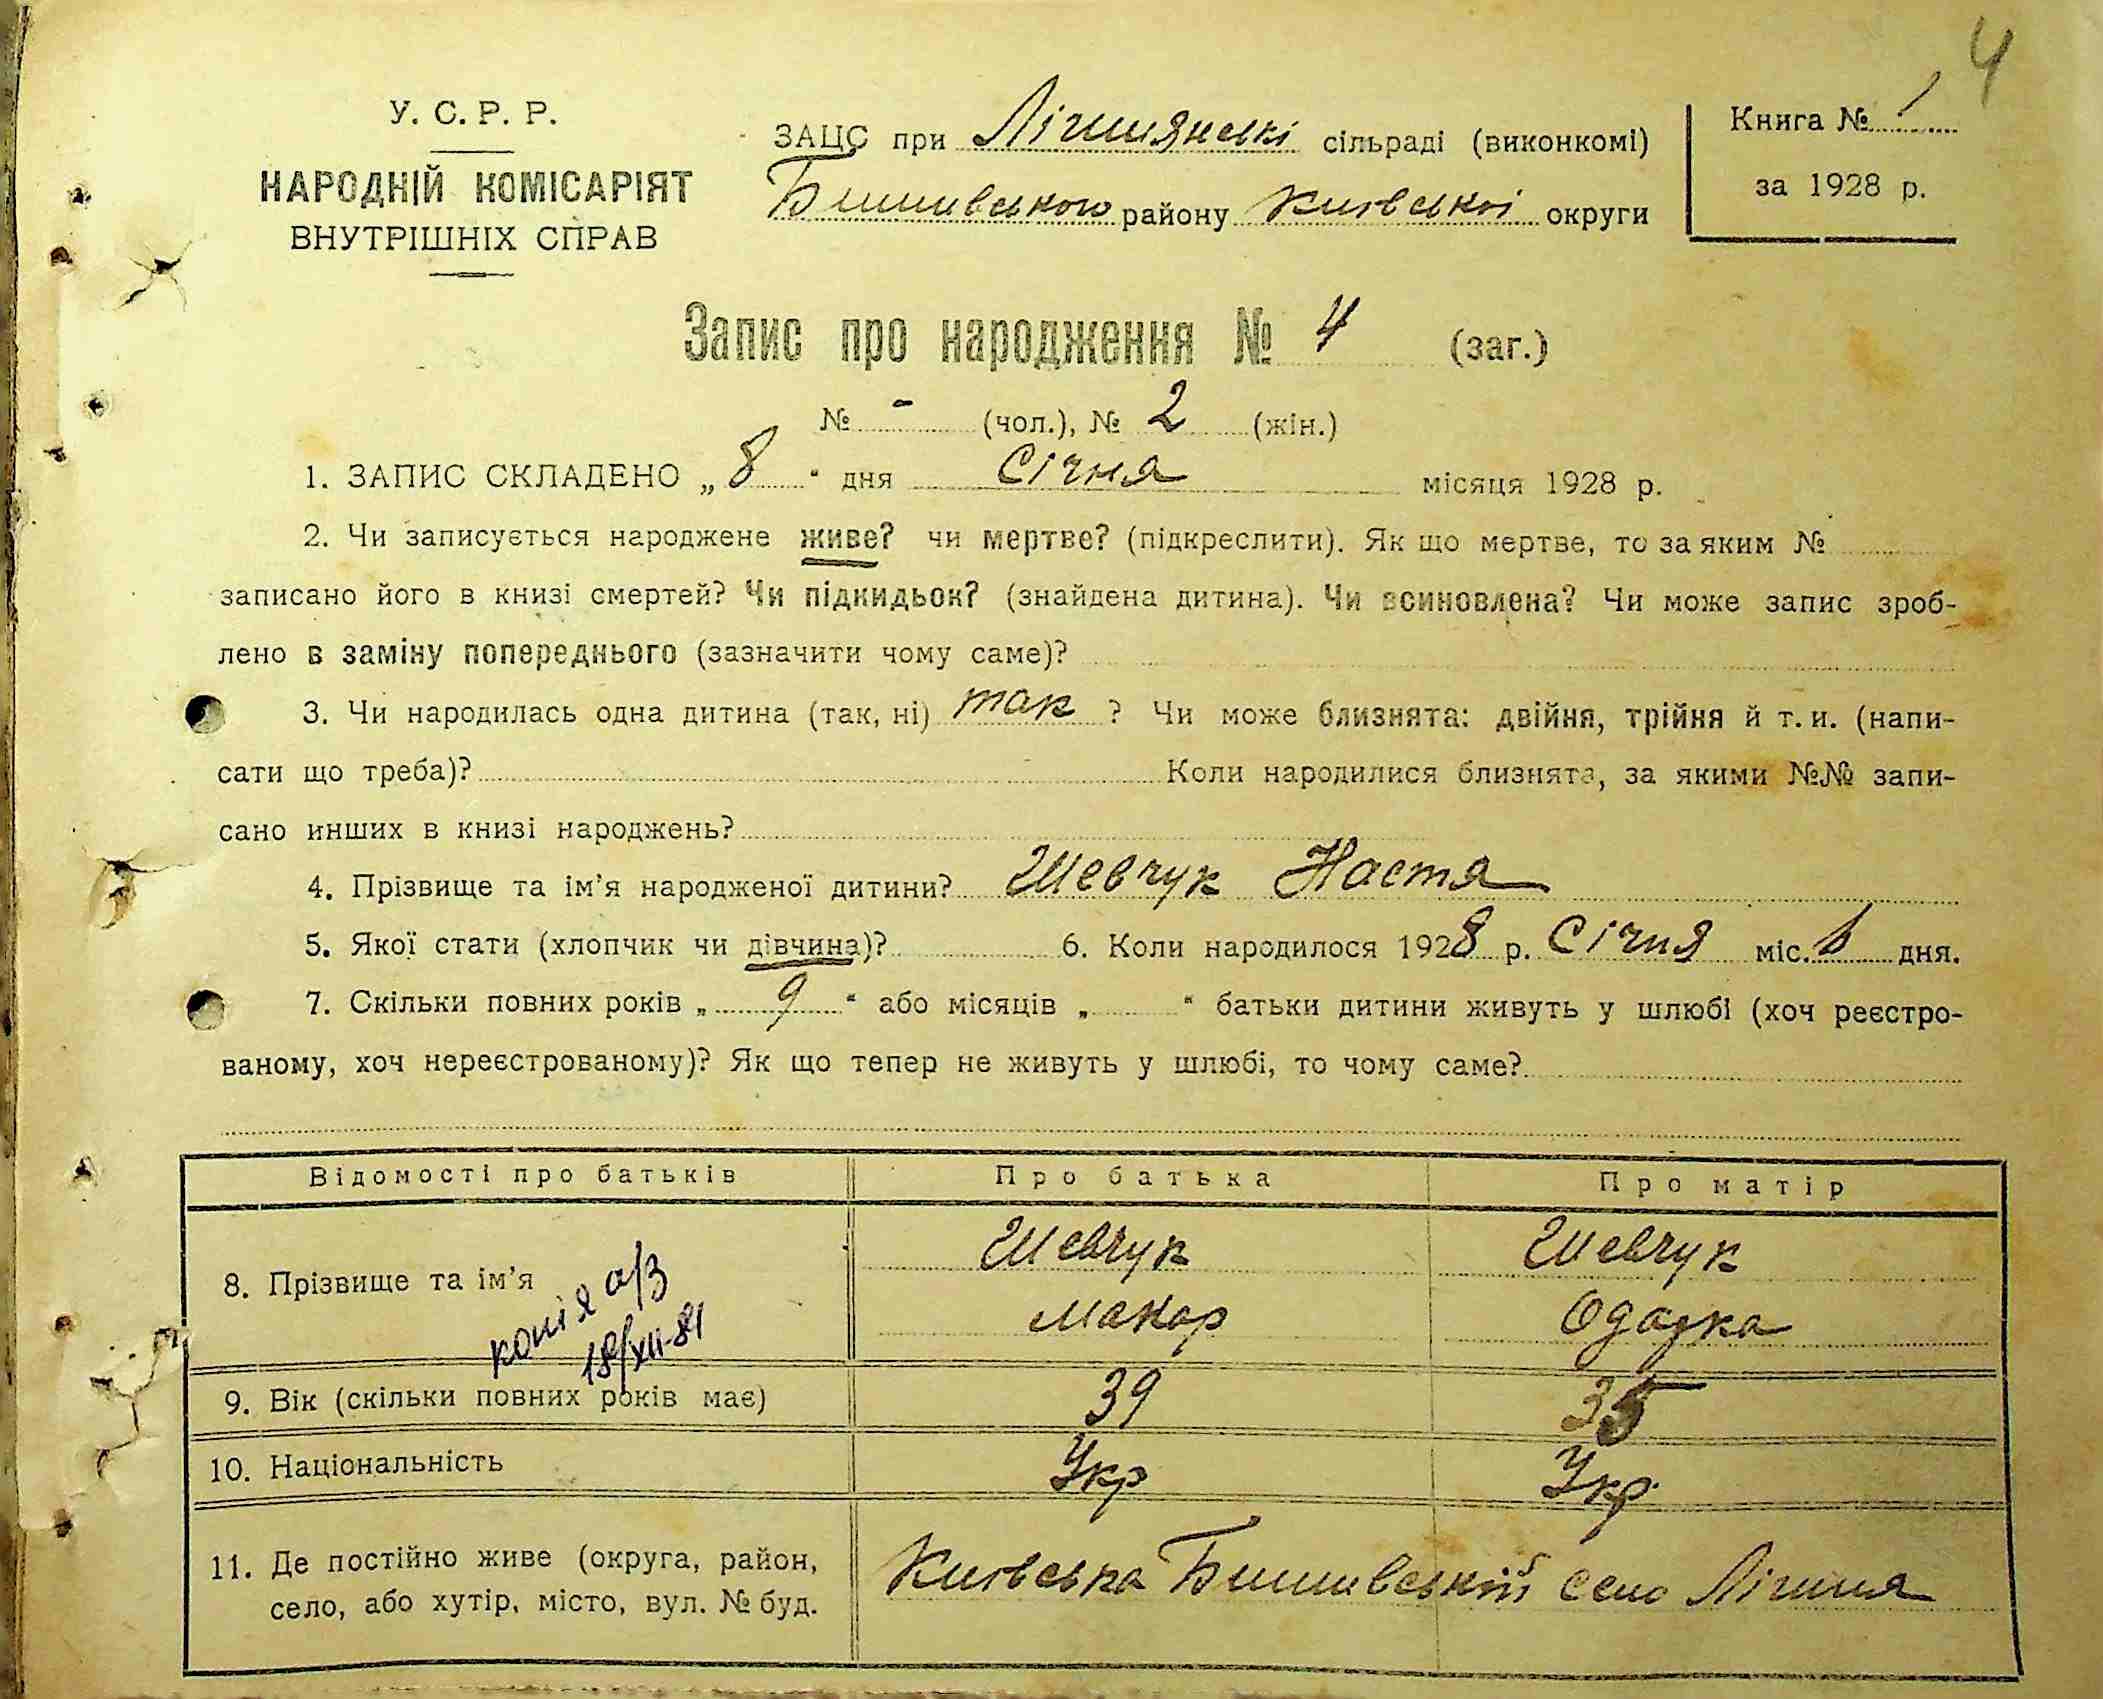 4
У. С. Р. Р.
НАРОДНІЙ КОМІСАРІЯТ
ВНУТРІШНІХ СПРАВ
ЗАЦС при Лічнянські сільраді (виконкомі)
Бишивського району Київської округи
Книга № 1
за 1928 р.
Запис про народження № 4 (заг.)
№ - (чол.), № 2 (жін.)
1. ЗАПИС СКЛАДЕНО „8“ дня Січня місяця 1928 р.
2. Чи записується народжене живе? чи мертве? (підкреслити). Як що мертве, то за яким №
записано його в книзі смертей? Чи підкидьок? (знайдена дитина). Чи всиновлена? Чи може запис зроб-
лено в заміну попереднього (зазначити чому саме)?
3. Чи народилась одна дитина (так, ні) так ? Чи може близнята: двійня, трійня й т. и. (напи-
сати що треба)? Коли народилися близнята, за якими №№ запи-
сано инших в книзі народжень?
4. Прізвище та ім'я народженої дитини? Шевчук Настя
5. Якої стати (хлопчик чи дівчина)? 6. Коли народилося 1928 р. Січня міс. дня.
7. Скільки повних років „ 9 “ або місяців „ “ батьки дитини живуть у шлюбі (хоч реєстро-
ваному, хоч нереєстрованому)? Як що тепер не живуть у шлюбі, то чому саме?
Відомості про батьків Про батька Про матір
8. Прізвище та ім'я Шевчук Макар Шевчук Одарка
копія а/з
18/XII-81
9. Вік (скільки повних років має) 39 35
10. Національність Укр Укр.
11. Де постійно живе (округа, район,
село, або хутір, місто, вул. № буд.
Київська Бишивській село